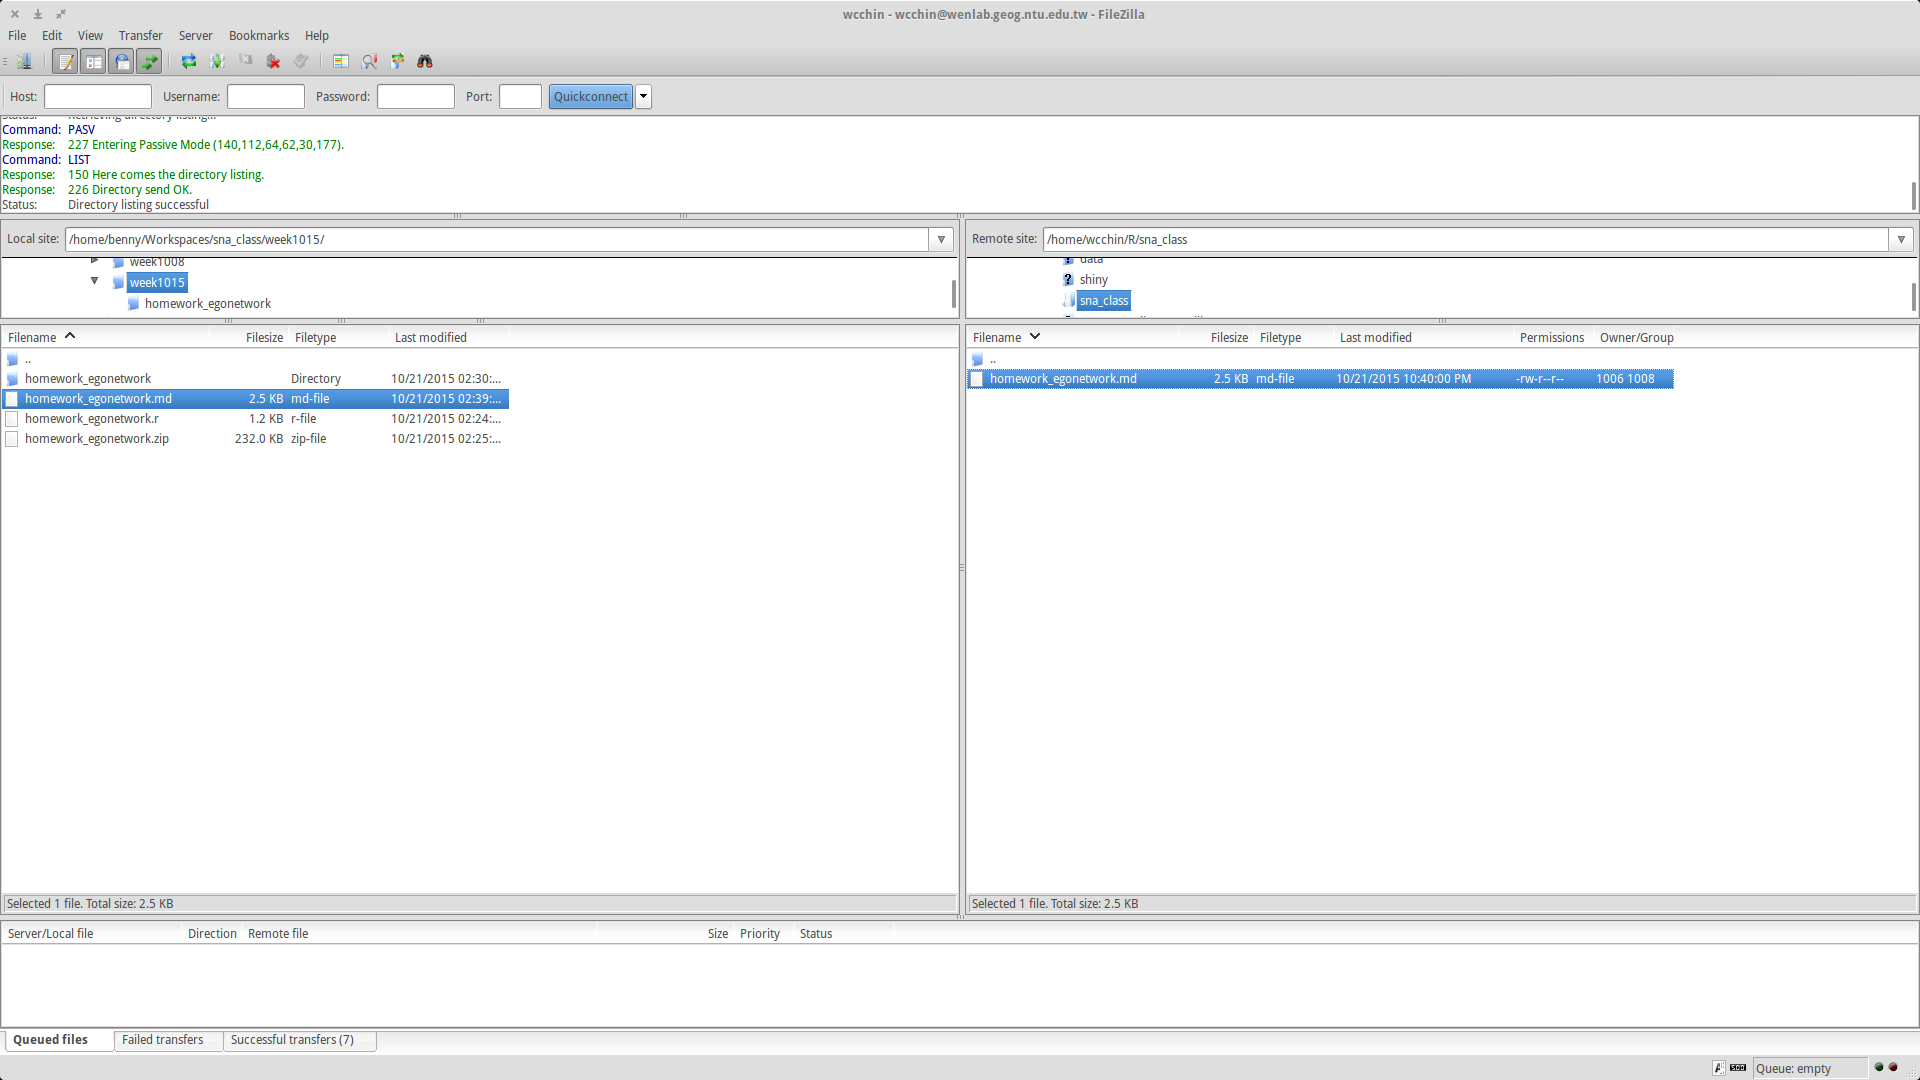 wcchin - wcchin@wenlab.geog.ntu.edu.tw - FileZilla
File Edit View Transfer Server Bookmarks Help
Host: Username: Password: Port: Quickconnect
Status: Retrieving directory listing...
Command: PASV
Response: 227 Entering Passive Mode (140,112,64,62,30,177).
Command: LIST
Response: 150 Here comes the directory listing.
Response: 226 Directory send OK.
Status: Directory listing successful
Local site: /home/benny/Workspaces/sna_class/week1015/
week1008
week1015
homework_egonetwork
Filename Filesize Filetype Last modified
..
homework_egonetwork Directory 10/21/2015 02:30:...
homework_egonetwork.md 2.5 KB md-file 10/21/2015 02:39:...
homework_egonetwork.r 1.2 KB r-file 10/21/2015 02:24:...
homework_egonetwork.zip 232.0 KB zip-file 10/21/2015 02:25:...
Selected 1 file. Total size: 2.5 KB
Remote site: /home/wcchin/R/sna_class
data
shiny
sna_class
Filename Filesize Filetype Last modified Permissions Owner/Group
..
homework_egonetwork.md 2.5 KB md-file 10/21/2015 10:40:00 PM -rw-r--r-- 1006 1008
Selected 1 file. Total size: 2.5 KB
Server/Local file Direction Remote file Size Priority Status
Queued files Failed transfers Successful transfers (7)
Queue: empty